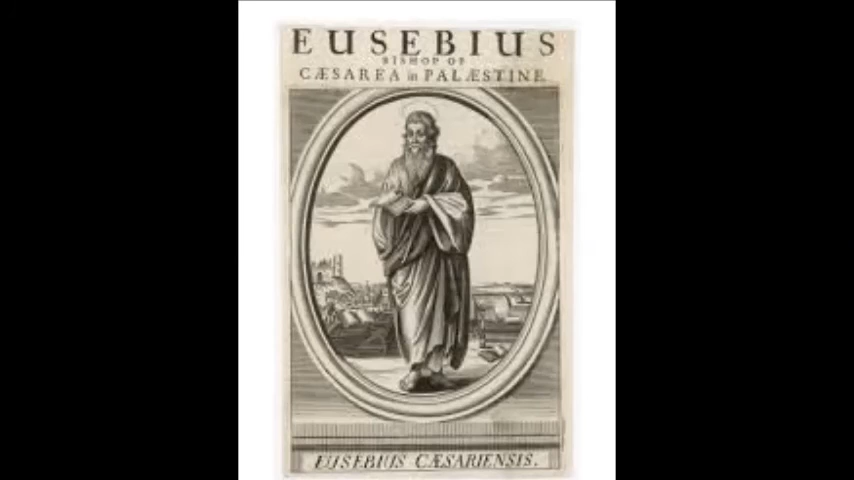 EUSEBIUS
BISHOP OF
CÆSAREA in PALÆSTINE
EUSEBIUS CÆSARIENSIS.